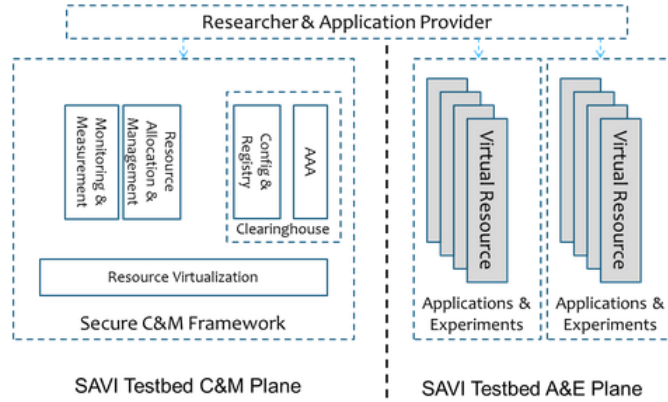 Researcher & Application Provider
Monitoring &
Measurement
Resource
Allocation &
Management
Config &
Registry
AAA
Clearinghouse
Resource Virtualization
Secure C&M Framework
SAVI Testbed C&M Plane
Virtual Resource
Applications &
Experiments
Virtual Resource
Applications &
Experiments
SAVI Testbed A&E Plane